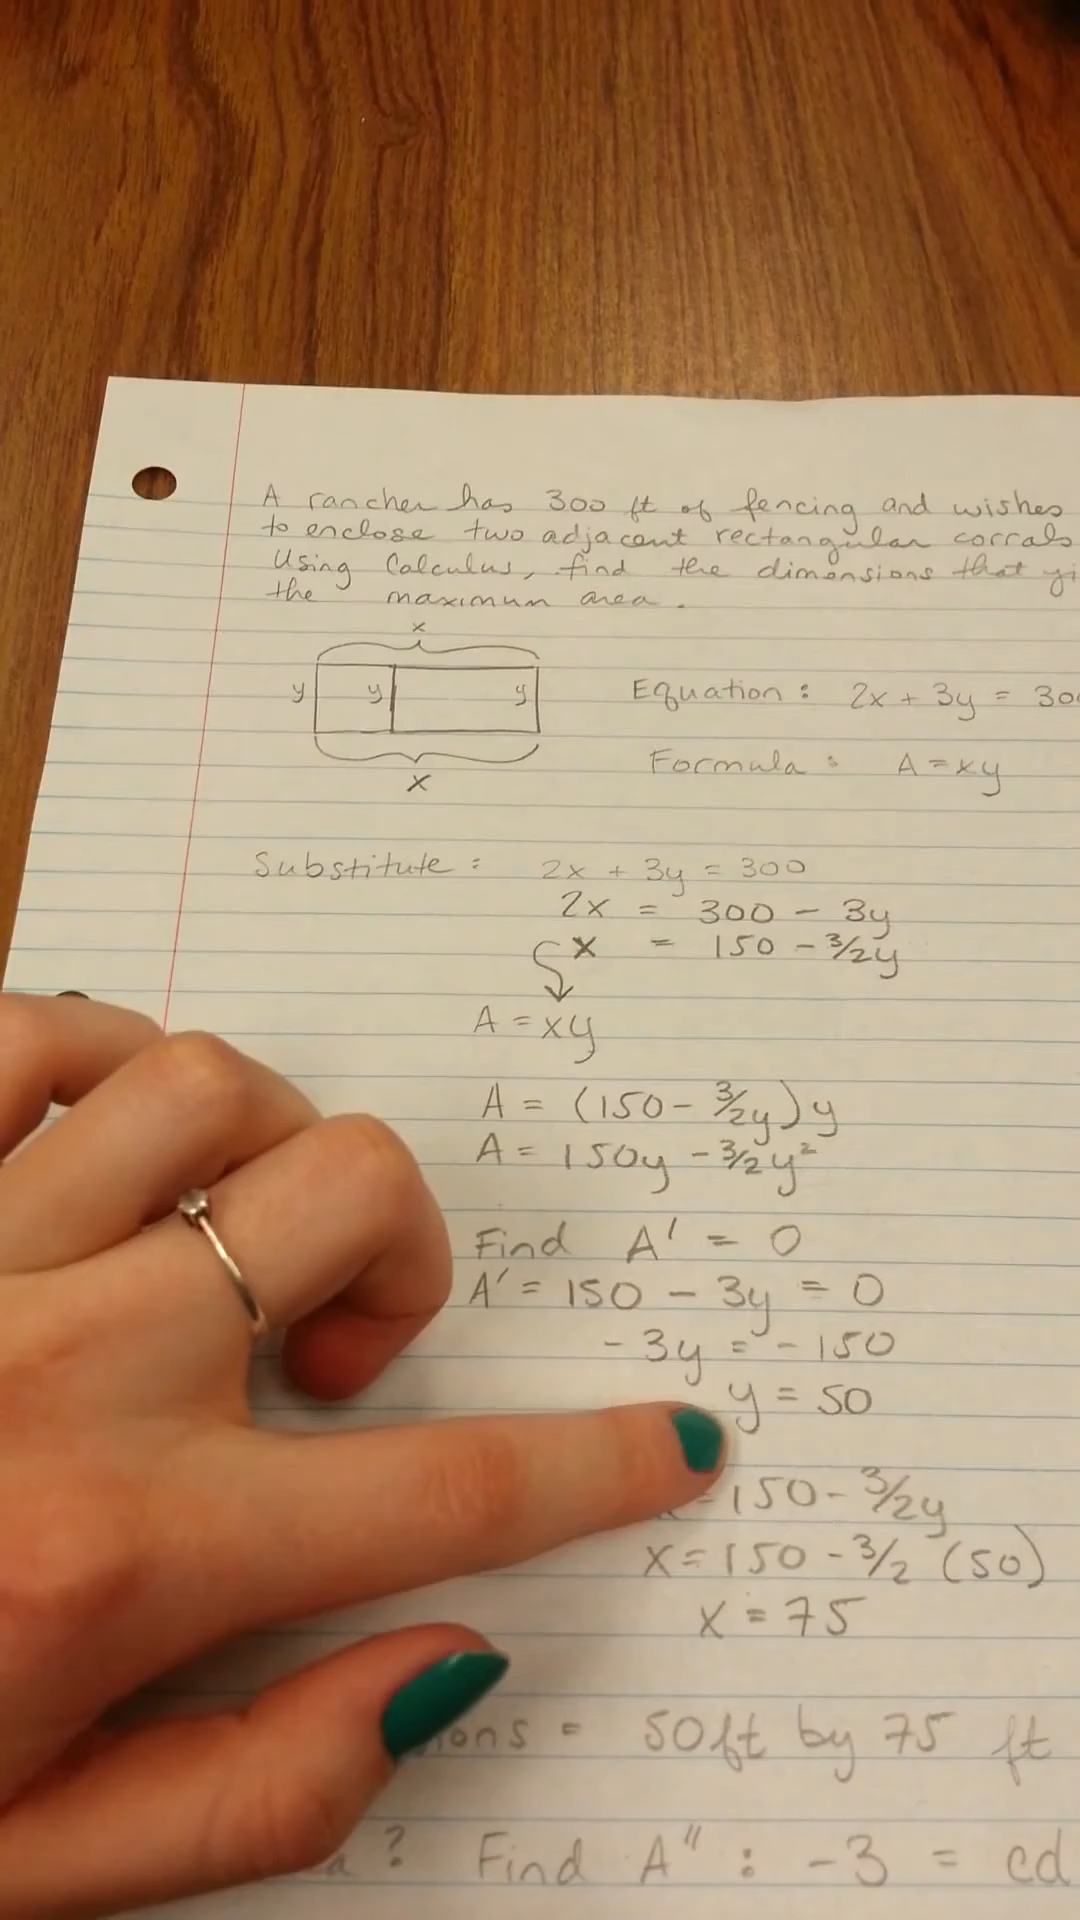 A rancher has 300 ft of fencing and wishes
to enclose two adjacent rectangular corrals
Using Calculus, find the dimensions that
the maximum area.
x
y y y
x
Equation: 2x + 3y = 300
Formula: A = xy
Substitute: 2x + 3y = 300
2x = 300 - 3y
x = 150 - 3/2y
A = xy
A = (150 - 3/2y)y
A = 150y - 3/2y²
Find A' = 0
A' = 150 - 3y = 0
-3y = -150
y = 50
=150 - 3/2y
x = 150 - 3/2 (50)
x = 75
= 50ft by 75 ft
? Find A" : -3 = cd